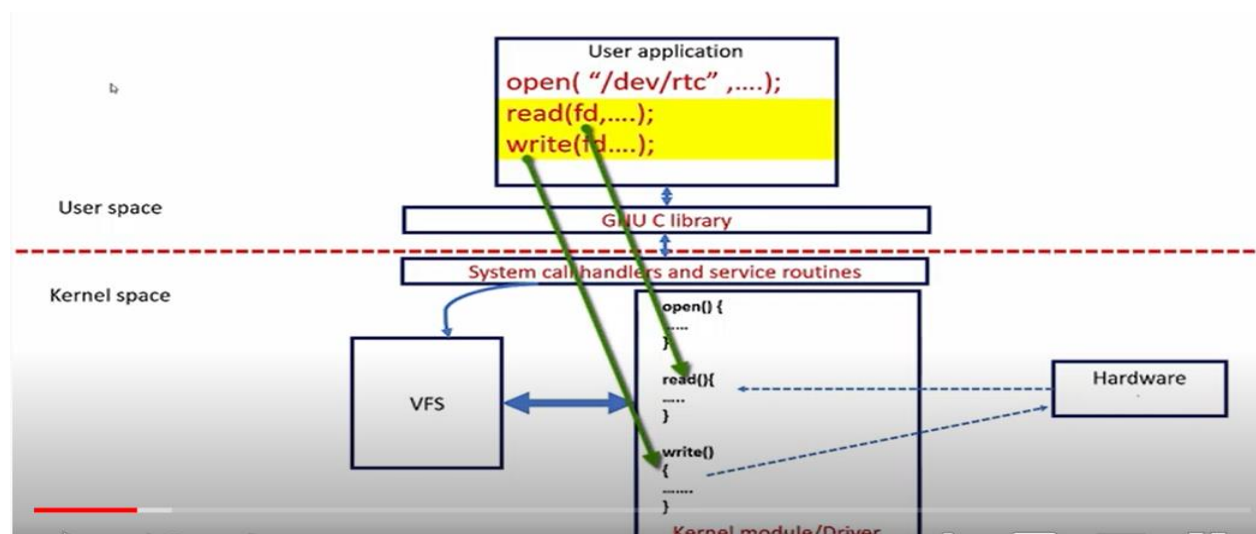 User application
open( “/dev/rtc” ,....);
read(fd,....);
write(fd....);
User space
GNU C library
System call handlers and service routines
Kernel space
open() {
.....
}
read(){
.....
}
Hardware
VFS
write()
{
.......
}
Kernel module/Driver